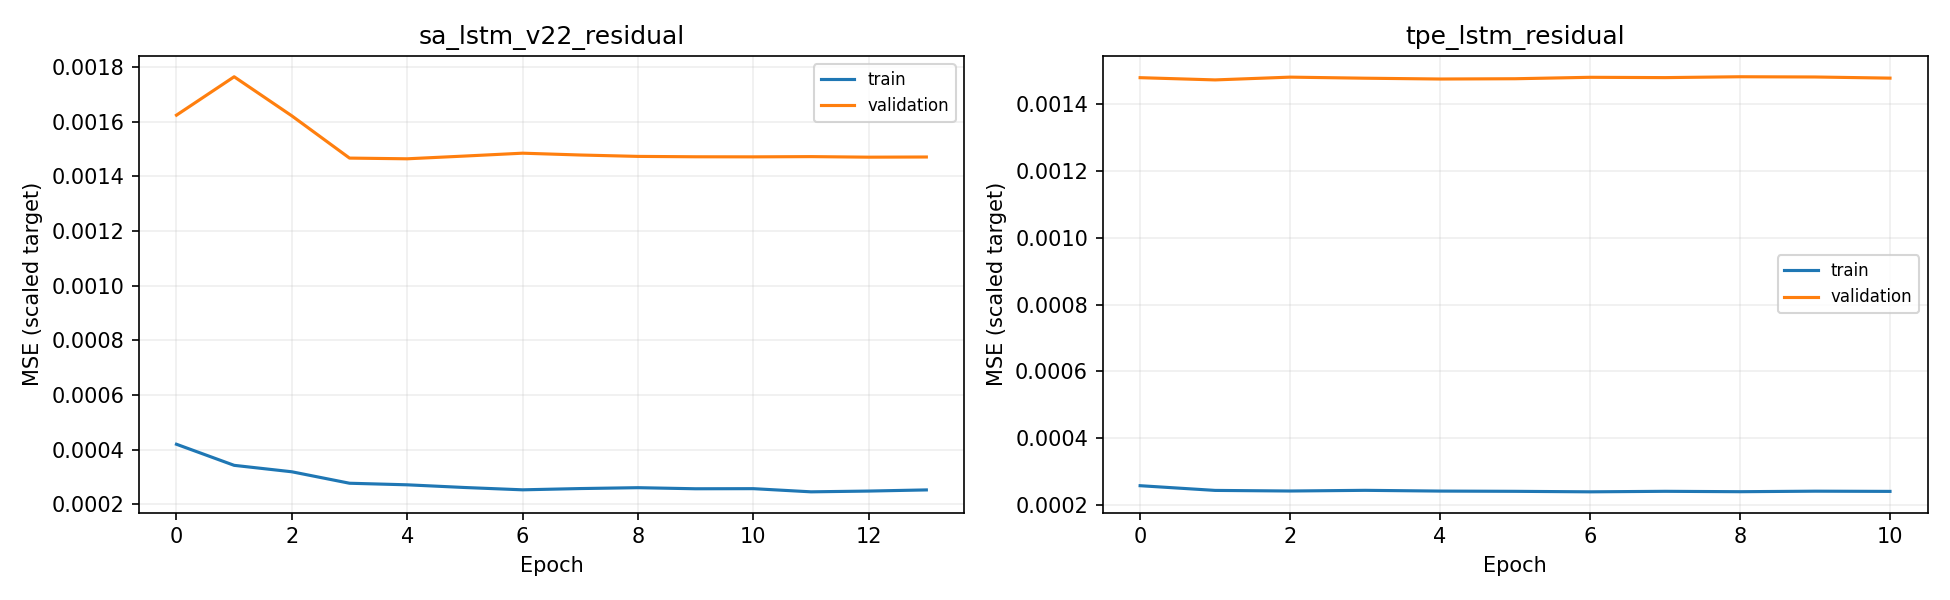 sa_lstm_v22_residual
MSE (scaled target)
0.0018
0.0016
0.0014
0.0012
0.0010
0.0008
0.0006
0.0004
0.0002
train
validation
0 2 4 6 8 10 12
Epoch
tpe_lstm_residual
MSE (scaled target)
0.0014
0.0012
0.0010
0.0008
0.0006
0.0004
0.0002
train
validation
0 2 4 6 8 10
Epoch